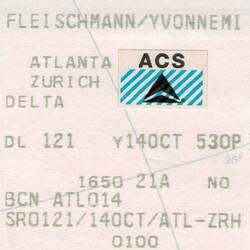 FLEISCHMANN/YVONNEMI
ATLANTA
ACS
ZURICH
DELTA
DL 121 Y14OCT 530P
25°
1650 21A NO
BCN ATL014
SR0121/14OCT/ATL-ZRH
0100